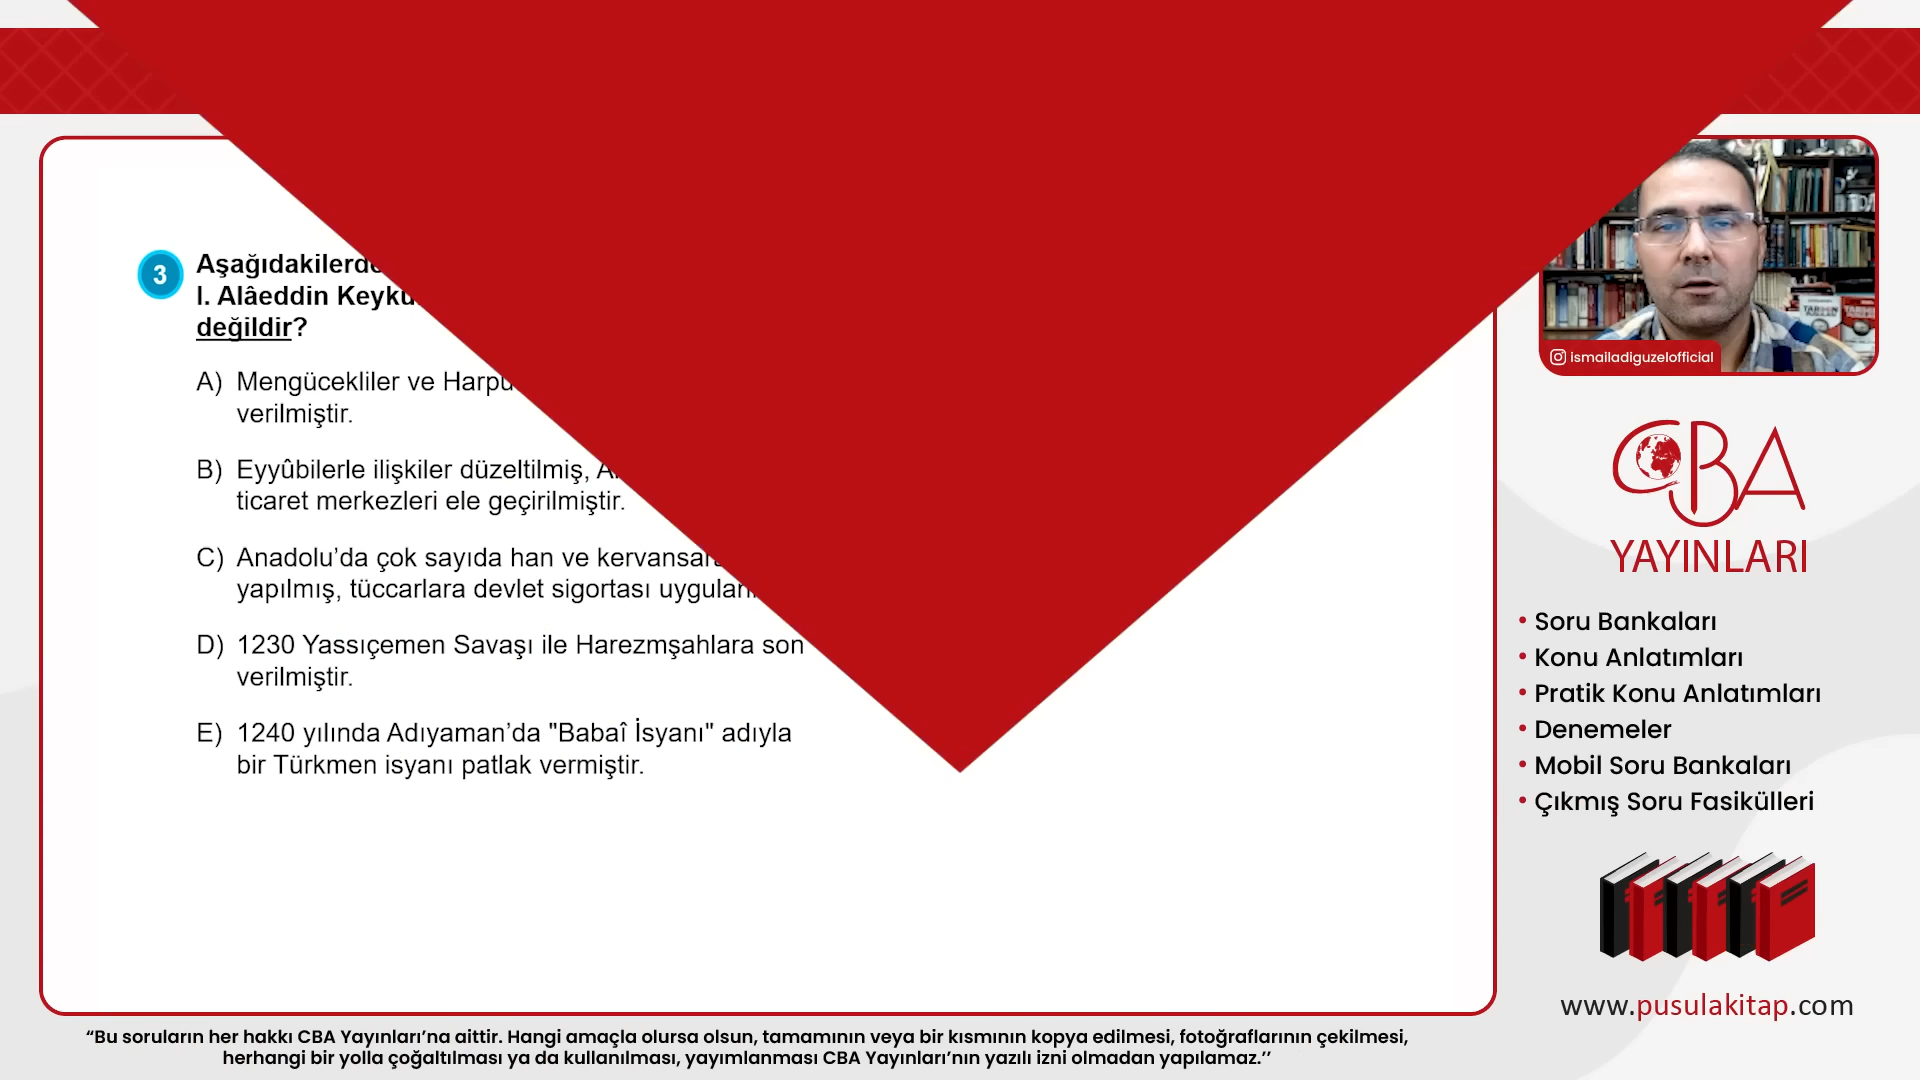 3
Aşağıdakilerde
I. Alâeddin Keyku
değildir?
A) Mengücekliler ve Harpu
verilmiştir.
B) Eyyûbilerle ilişkiler düzeltilmiş,
ticaret merkezleri ele geçirilmiştir.
C) Anadolu’da çok sayıda han ve kervansara
yapılmış, tüccarlara devlet sigortası uygulan
D) 1230 Yassıçemen Savaşı ile Harezmşahlara son
verilmiştir.
E) 1240 yılında Adıyaman’da "Babaî İsyanı" adıyla
bir Türkmen isyanı patlak vermiştir.
ismailadiguzelofficial
CBA
YAYINLARI
• Soru Bankaları
• Konu Anlatımları
• Pratik Konu Anlatımları
• Denemeler
• Mobil Soru Bankaları
• Çıkmış Soru Fasikülleri
www.pusulakitap.com
“Bu soruların her hakkı CBA Yayınları’na aittir. Hangi amaçla olursa olsun, tamamının veya bir kısmının kopya edilmesi, fotoğraflarının çekilmesi,
herhangi bir yolla çoğaltılması ya da kullanılması, yayımlanması CBA Yayınları’nın yazılı izni olmadan yapılamaz.’’